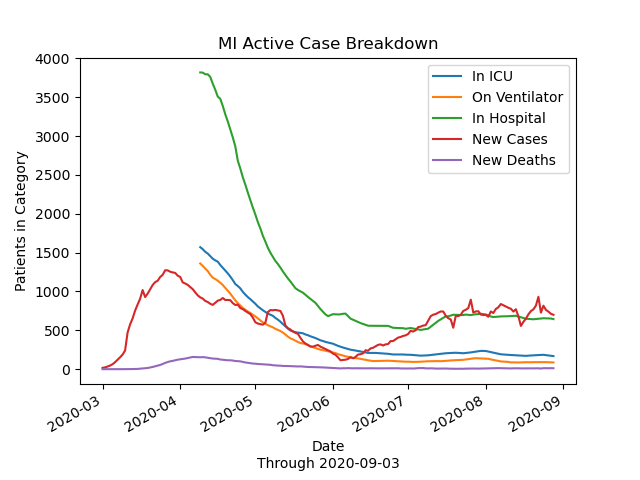 MI Active Case Breakdown
4000
3500
3000
2500
2000
1500
1000
500
0
Patients in Category
In ICU
On Ventilator
In Hospital
New Cases
New Deaths
2020-03
2020-04
2020-05
2020-06
2020-07
2020-08
2020-09
Date
Through 2020-09-03